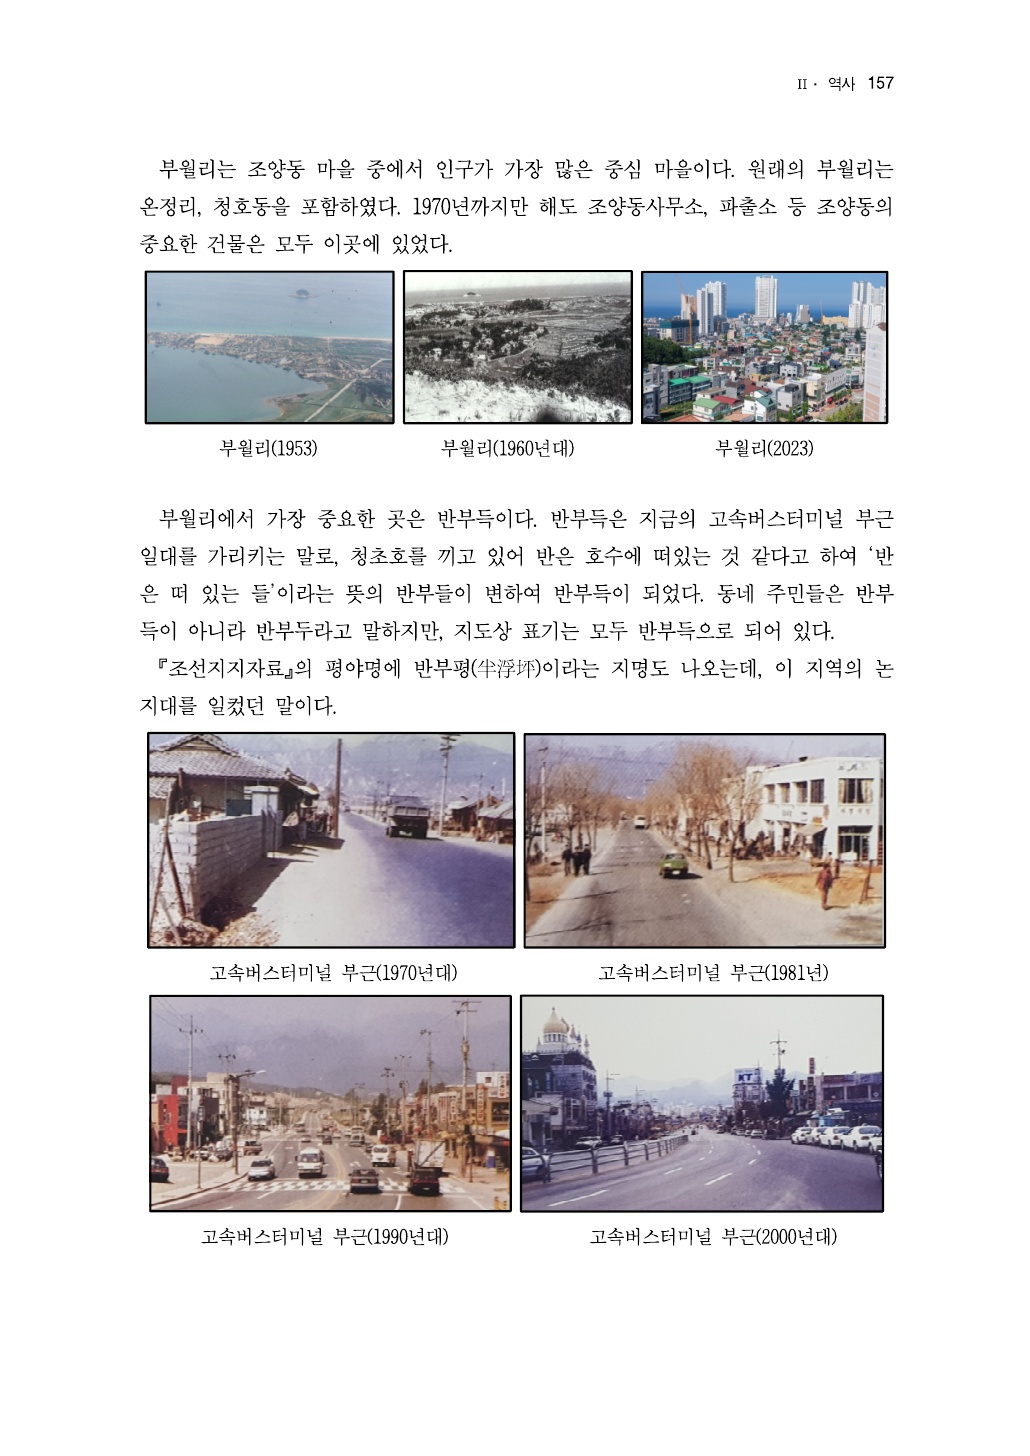 II · 역사 157
부월리는 조양동 마을 중에서 인구가 가장 많은 중심 마을이다. 원래의 부월리는
온정리, 청호동을 포함하였다. 1970년까지만 해도 조양동사무소, 파출소 등 조양동의
중요한 건물은 모두 이곳에 있었다.
부월리(1953) 부월리(1960년대) 부월리(2023)
부월리에서 가장 중요한 곳은 반부득이다. 반부득은 지금의 고속버스터미널 부근
일대를 가리키는 말로, 청초호를 끼고 있어 반은 호수에 떠있는 것 같다고 하여 ‘반
은 떠 있는 들’이라는 뜻의 반부들이 변하여 반부득이 되었다. 동네 주민들은 반부
득이 아니라 반부두라고 말하지만, 지도상 표기는 모두 반부득으로 되어 있다.
『조선지지자료』의 평야명에 반부평(半浮坪)이라는 지명도 나오는데, 이 지역의 논
지대를 일컸던 말이다.
고속버스터미널 부근(1970년대) 고속버스터미널 부근(1981년)
KT
고속버스터미널 부근(1990년대) 고속버스터미널 부근(2000년대)